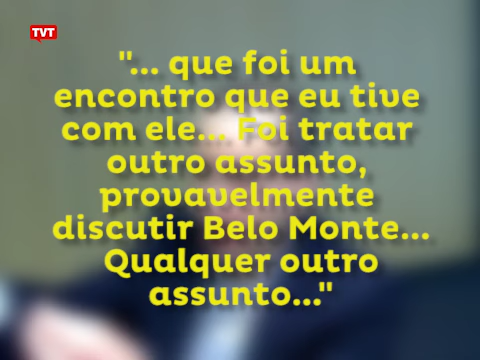 TVT
"... que foi um
encontro que eu tive
com ele... Foi tratar
outro assunto,
provavelmente
discutir Belo Monte...
Qualquer outro
assunto..."